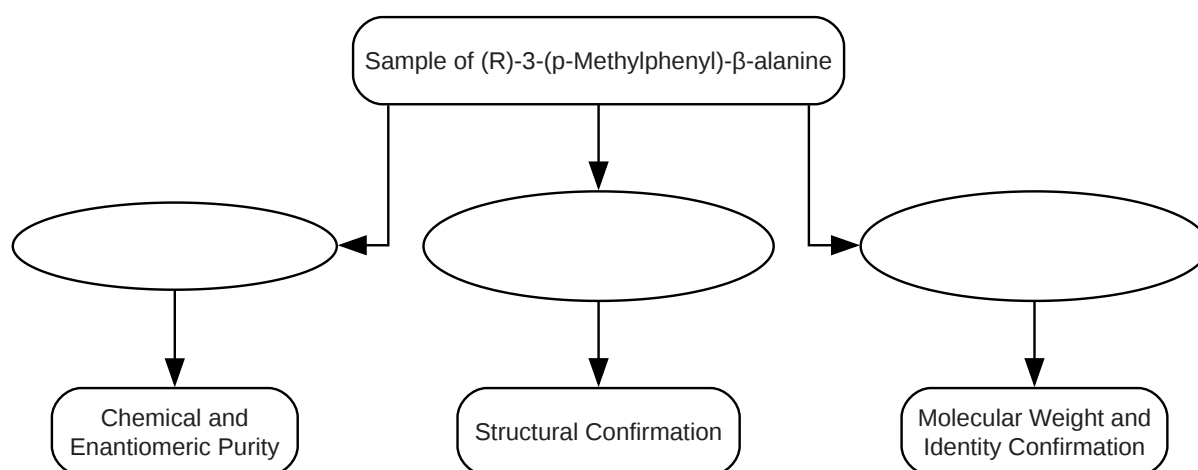 Sample of (R)-3-(p-Methylphenyl)-β-alanine
Chemical and
Enantiomeric Purity
Structural Confirmation
Molecular Weight and
Identity Confirmation